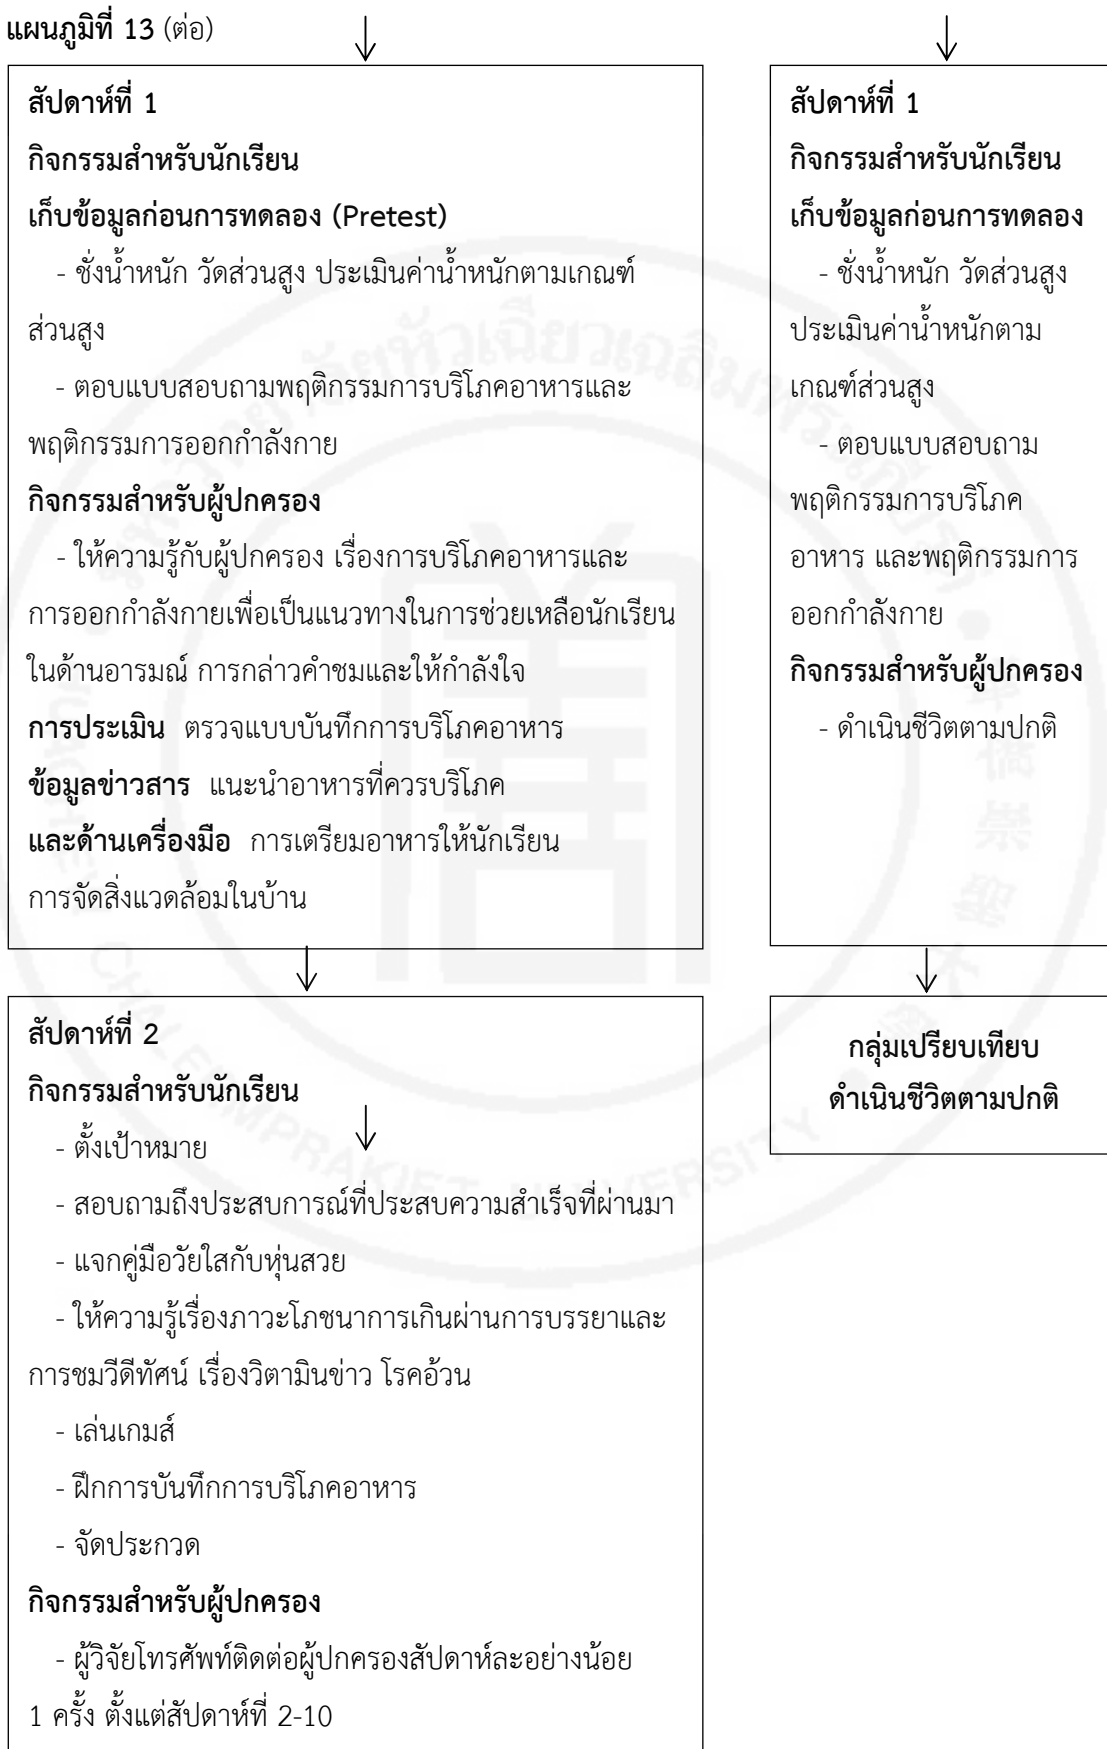 แผนภูมิที่ 13 (ต่อ)
สัปดาห์ที่ 1
กิจกรรมสำหรับนักเรียน
เก็บข้อมูลก่อนการทดลอง (Pretest)
- ชั่งน้ำหนัก วัดส่วนสูง ประเมินค่าน้ำหนักตามเกณฑ์
ส่วนสูง
- ตอบแบบสอบถามพฤติกรรมการบริโภคอาหารและ
พฤติกรรมการออกกำลังกาย
กิจกรรมสำหรับผู้ปกครอง
- ให้ความรู้กับผู้ปกครอง เรื่องการบริโภคอาหารและ
การออกกำลังกายเพื่อเป็นแนวทางในการช่วยเหลือนักเรียน
ในด้านอารมณ์ การกล่าวคำชมและให้กำลังใจ
การประเมิน ตรวจแบบบันทึกการบริโภคอาหาร
ข้อมูลข่าวสาร แนะนำอาหารที่ควรบริโภค
และด้านเครื่องมือ การเตรียมอาหารให้นักเรียน
การจัดสิ่งแวดล้อมในบ้าน
สัปดาห์ที่ 1
กิจกรรมสำหรับนักเรียน
เก็บข้อมูลก่อนการทดลอง
- ชั่งน้ำหนัก วัดส่วนสูง
ประเมินค่าน้ำหนักตาม
เกณฑ์ส่วนสูง
- ตอบแบบสอบถาม
พฤติกรรมการบริโภค
อาหาร และพฤติกรรมการ
ออกกำลังกาย
กิจกรรมสำหรับผู้ปกครอง
- ดำเนินชีวิตตามปกติ
สัปดาห์ที่ 2
กิจกรรมสำหรับนักเรียน
- ตั้งเป้าหมาย
- สอบถามถึงประสบการณ์ที่ประสบความสำเร็จที่ผ่านมา
- แจกคู่มือวัยใสกับหุ่นสวย
- ให้ความรู้เรื่องภาวะโภชนาการเกินผ่านการบรรยาและ
การชมวีดีทัศน์ เรื่องวิตามินข่าว โรคอ้วน
- เล่นเกมส์
- ฝึกการบันทึกการบริโภคอาหาร
- จัดประกวด
กิจกรรมสำหรับผู้ปกครอง
- ผู้วิจัยโทรศัพท์ติดต่อผู้ปกครองสัปดาห์ละอย่างน้อย
1 ครั้ง ตั้งแต่สัปดาห์ที่ 2-10
กลุ่มเปรียบเทียบ
ดำเนินชีวิตตามปกติ